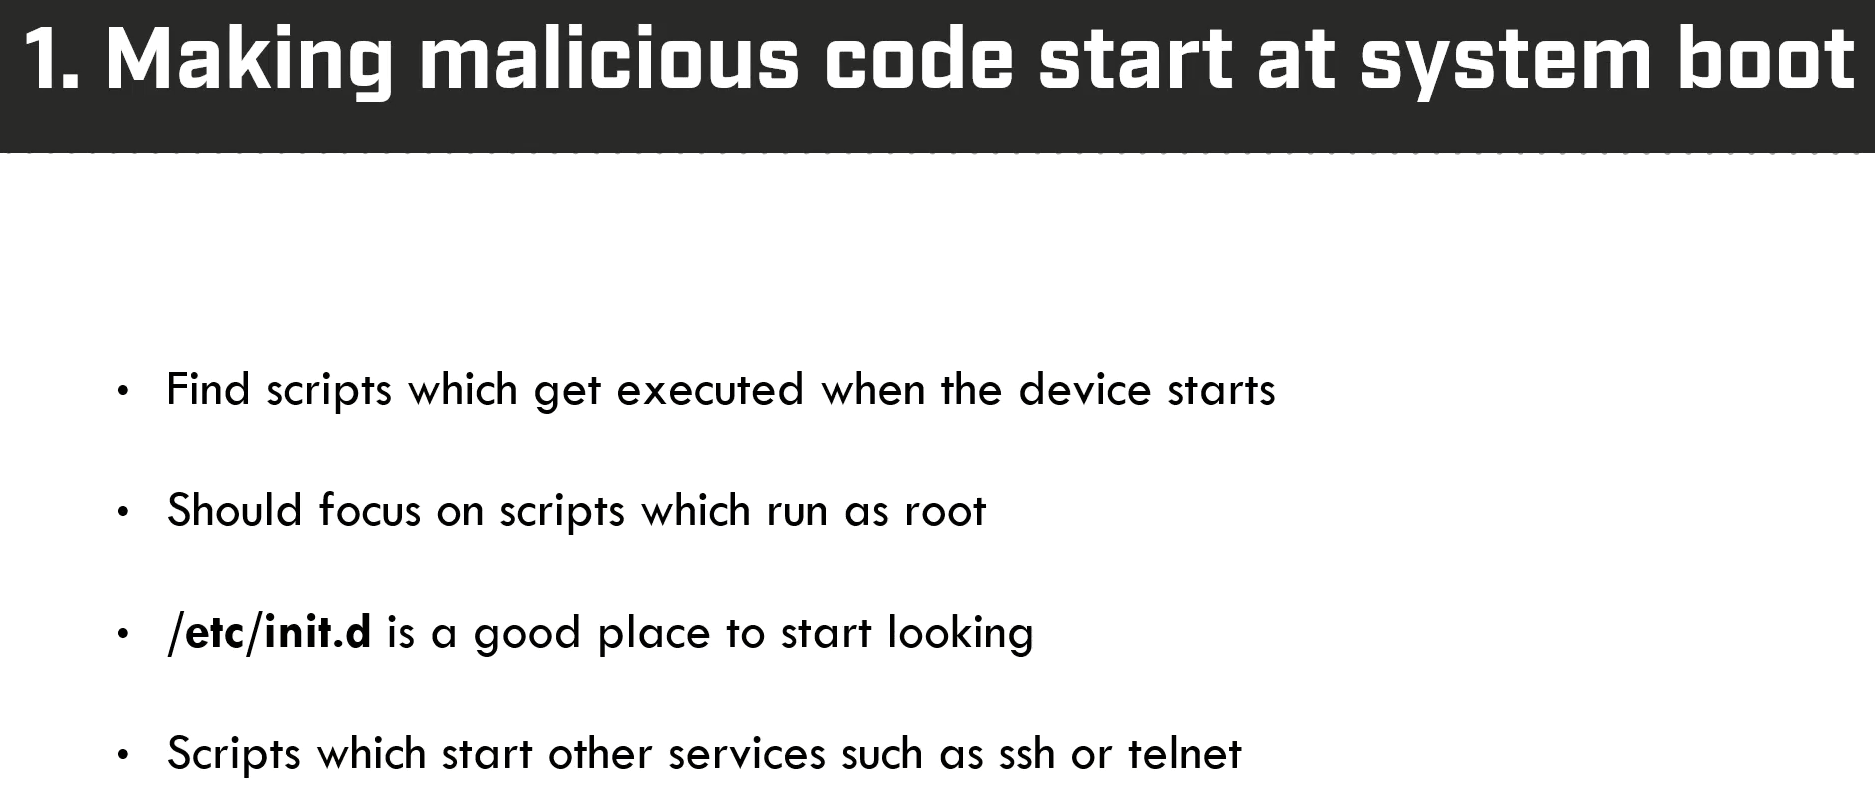 1. Making malicious code start at system boot
• Find scripts which get executed when the device starts
• Should focus on scripts which run as root
• /etc/init.d is a good place to start looking
• Scripts which start other services such as ssh or telnet